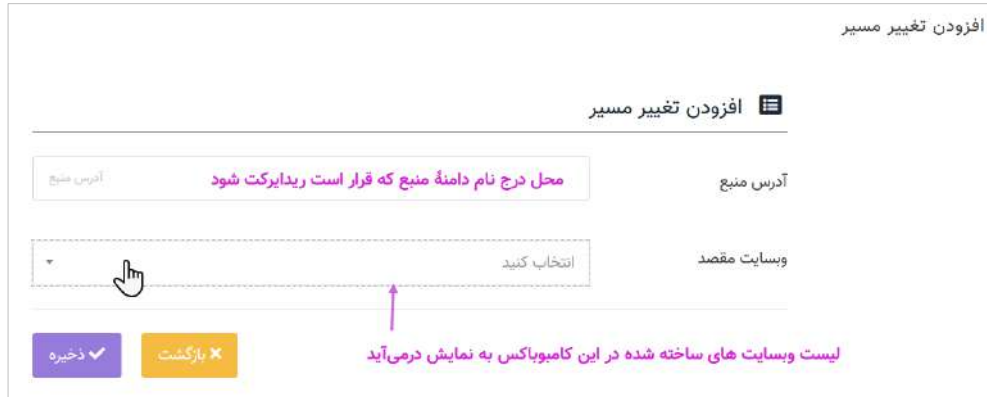 افزودن تغییر مسیر
افزودن تغییر مسیر
آدرس منبع
محل درج نام دامنهٔ منبع که قرار است ریدایرکت شود
آدرس منبع
وبسایت مقصد
انتخاب کنید
لیست وبسایت های ساخته شده در این کامبوباکس به نمایش درمی‌آید
بازگشت
ذخیره